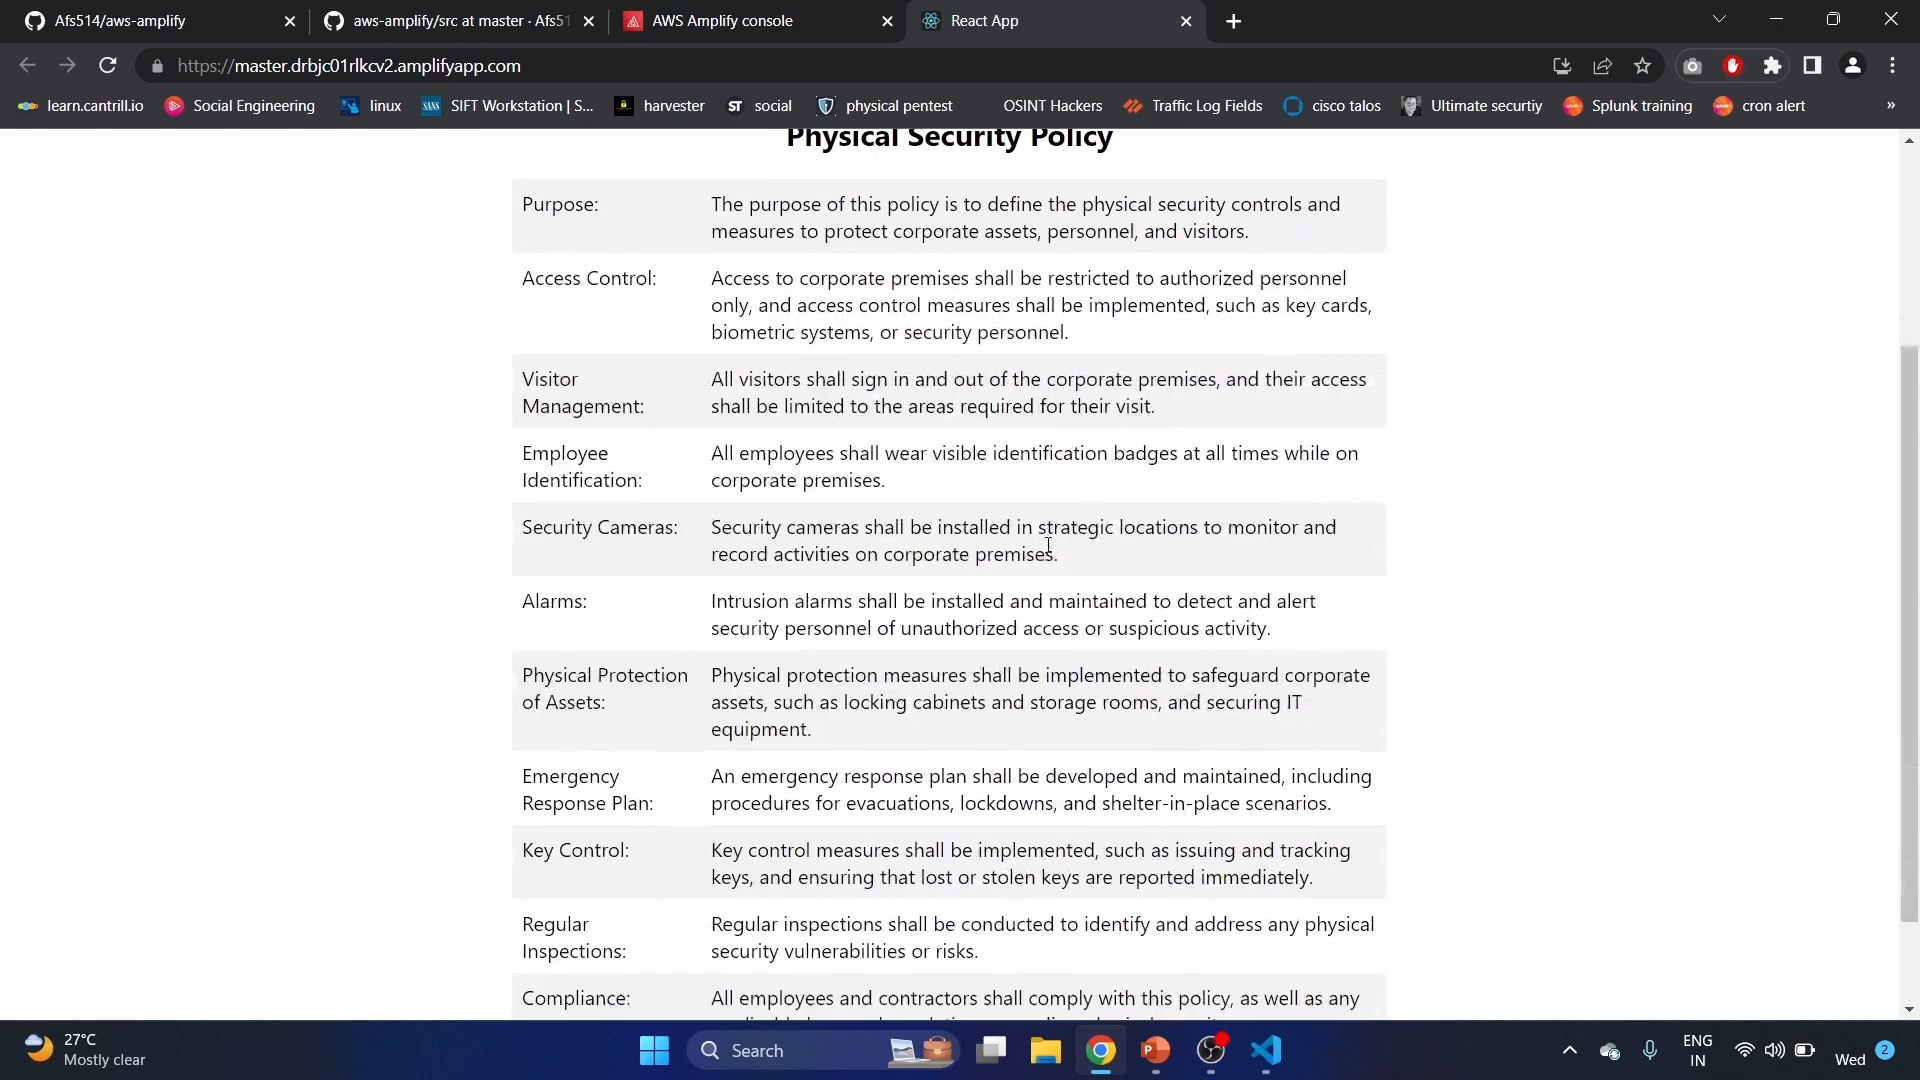 Afs514/aws-amplify
aws-amplify/src at master · Afs51
AWS Amplify console
React App
https://master.drbjc01rlkcv2.amplifyapp.com
learn.cantrill.io
Social Engineering
linux
SIFT Workstation | S...
harvester
ST social
physical pentest
OSINT Hackers
Traffic Log Fields
cisco talos
Ultimate securtiy
Splunk training
cron alert
»
Physical Security Policy
Purpose:
The purpose of this policy is to define the physical security controls and
measures to protect corporate assets, personnel, and visitors.
Access Control:
Access to corporate premises shall be restricted to authorized personnel
only, and access control measures shall be implemented, such as key cards,
biometric systems, or security personnel.
Visitor
Management:
All visitors shall sign in and out of the corporate premises, and their access
shall be limited to the areas required for their visit.
Employee
Identification:
All employees shall wear visible identification badges at all times while on
corporate premises.
Security Cameras:
Security cameras shall be installed in strategic locations to monitor and
record activities on corporate premises.
Alarms:
Intrusion alarms shall be installed and maintained to detect and alert
security personnel of unauthorized access or suspicious activity.
Physical Protection
of Assets:
Physical protection measures shall be implemented to safeguard corporate
assets, such as locking cabinets and storage rooms, and securing IT
equipment.
Emergency
Response Plan:
An emergency response plan shall be developed and maintained, including
procedures for evacuations, lockdowns, and shelter-in-place scenarios.
Key Control:
Key control measures shall be implemented, such as issuing and tracking
keys, and ensuring that lost or stolen keys are reported immediately.
Regular
Inspections:
Regular inspections shall be conducted to identify and address any physical
security vulnerabilities or risks.
Compliance:
All employees and contractors shall comply with this policy, as well as any
27°C
Mostly clear
Search
ENG
IN
Wed
2